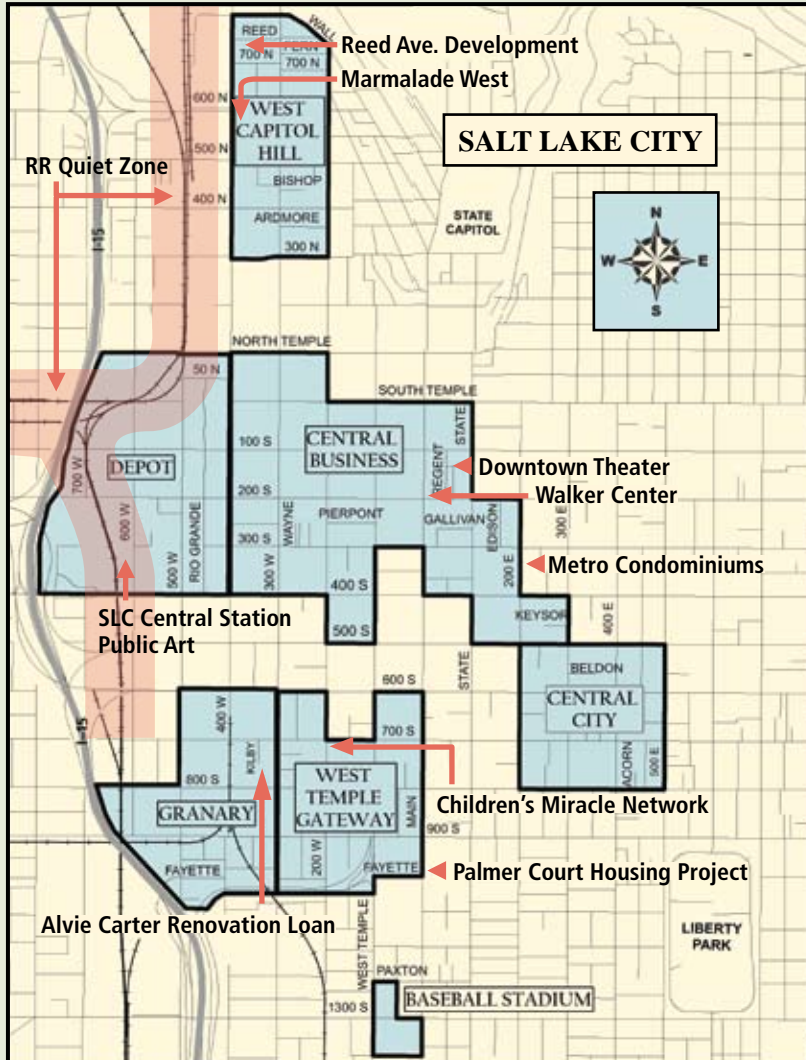 REED
WALL
FERN
700 N
700 N
Reed Ave. Development
Marmalade West
600 N
WEST
CAPITOL
HILL
500 N
SALT LAKE CITY
RR Quiet Zone
BISHOP
400 N
ARDMORE
STATE
CAPITOL
N
W
E
S
I-15
300 N
NORTH TEMPLE
50 N
SOUTH TEMPLE
STATE
100 S
CENTRAL
BUSINESS
REGENT
Downtown Theater
DEPOT
700 W
200 S
Walker Center
PIERPONT
GALLIVAN
EDISON
300 E
600 W
RIO GRANDE
WAYNE
300 S
500 W
300 W
400 S
200 E
Metro Condominiums
SLC Central Station
Public Art
500 S
KEYSOR
400 E
600 S
STATE
BELDON
CENTRAL
CITY
I-15
400 W
700 S
KILBY
800 S
WEST
TEMPLE
GATEWAY
MAIN
ACORN
500 E
Children's Miracle Network
GRANARY
900 S
200 W
FAYETTE
FAYETTE
Palmer Court Housing Project
Alvie Carter Renovation Loan
WEST TEMPLE
LIBERTY
PARK
PAXTON
1300 S
BASEBALL STADIUM